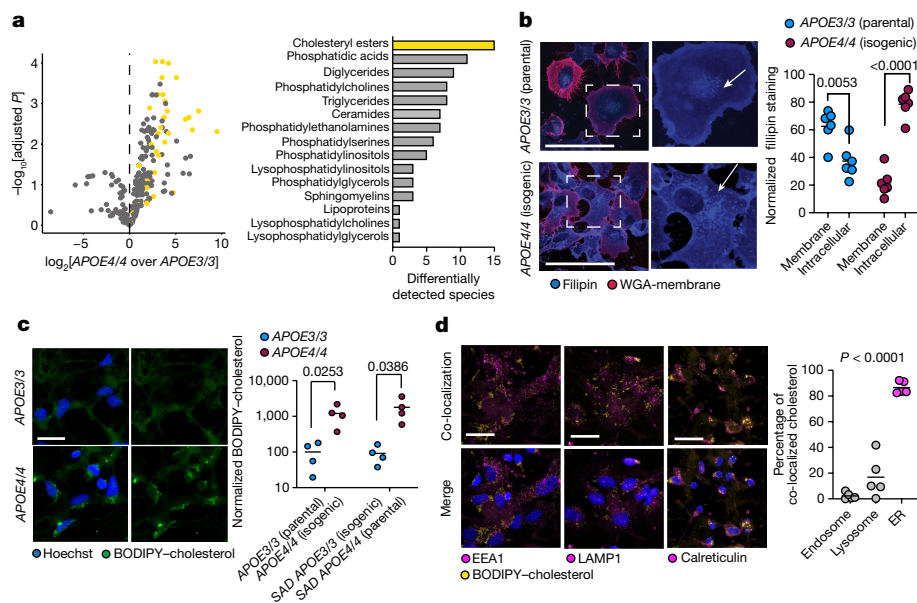 a
4
3
2
1
0
–log10[adjusted P]
−5
0
5
10
log2[APOE4/4 over APOE3/3]
Cholesteryl esters
Phosphatidic acids
Diglycerides
Phosphatidylcholines
Triglycerides
Ceramides
Phosphatidylethanolamines
Phosphatidylserines
Phosphatidylinositols
Lysophosphatidylinositols
Phosphatidylglycerols
Sphingomyelins
Lipoproteins
Lysophosphatidylcholines
Lysophosphatidylglycerols
0 5 10 15
Differentially
detected species
b
APOE3/3 (parental)
APOE4/4 (isogenic)
Filipin WGA-membrane
APOE3/3 (parental)
APOE4/4 (isogenic)
<0.0001
0.0053
Normalized filipin staining
80
60
40
20
0
Membrane
Intracellular
Membrane
Intracellular
c
APOE3/3
APOE4/4
Hoechst BODIPY–cholesterol
APOE3/3
APOE4/4
0.0253
0.0386
Normalized BODIPY–cholesterol
10,000
1,000
100
10
APOE3/3 (parental)
APOE4/4 (isogenic)
SAD APOE3/3 (isogenic)
SAD APOE4/4 (parental)
d
Co-localization
Merge
EEA1 LAMP1 Calreticulin
BODIPY–cholesterol
P < 0.0001
Percentage of
co-localized cholesterol
100
80
60
40
20
0
Endosome
Lysosome
ER